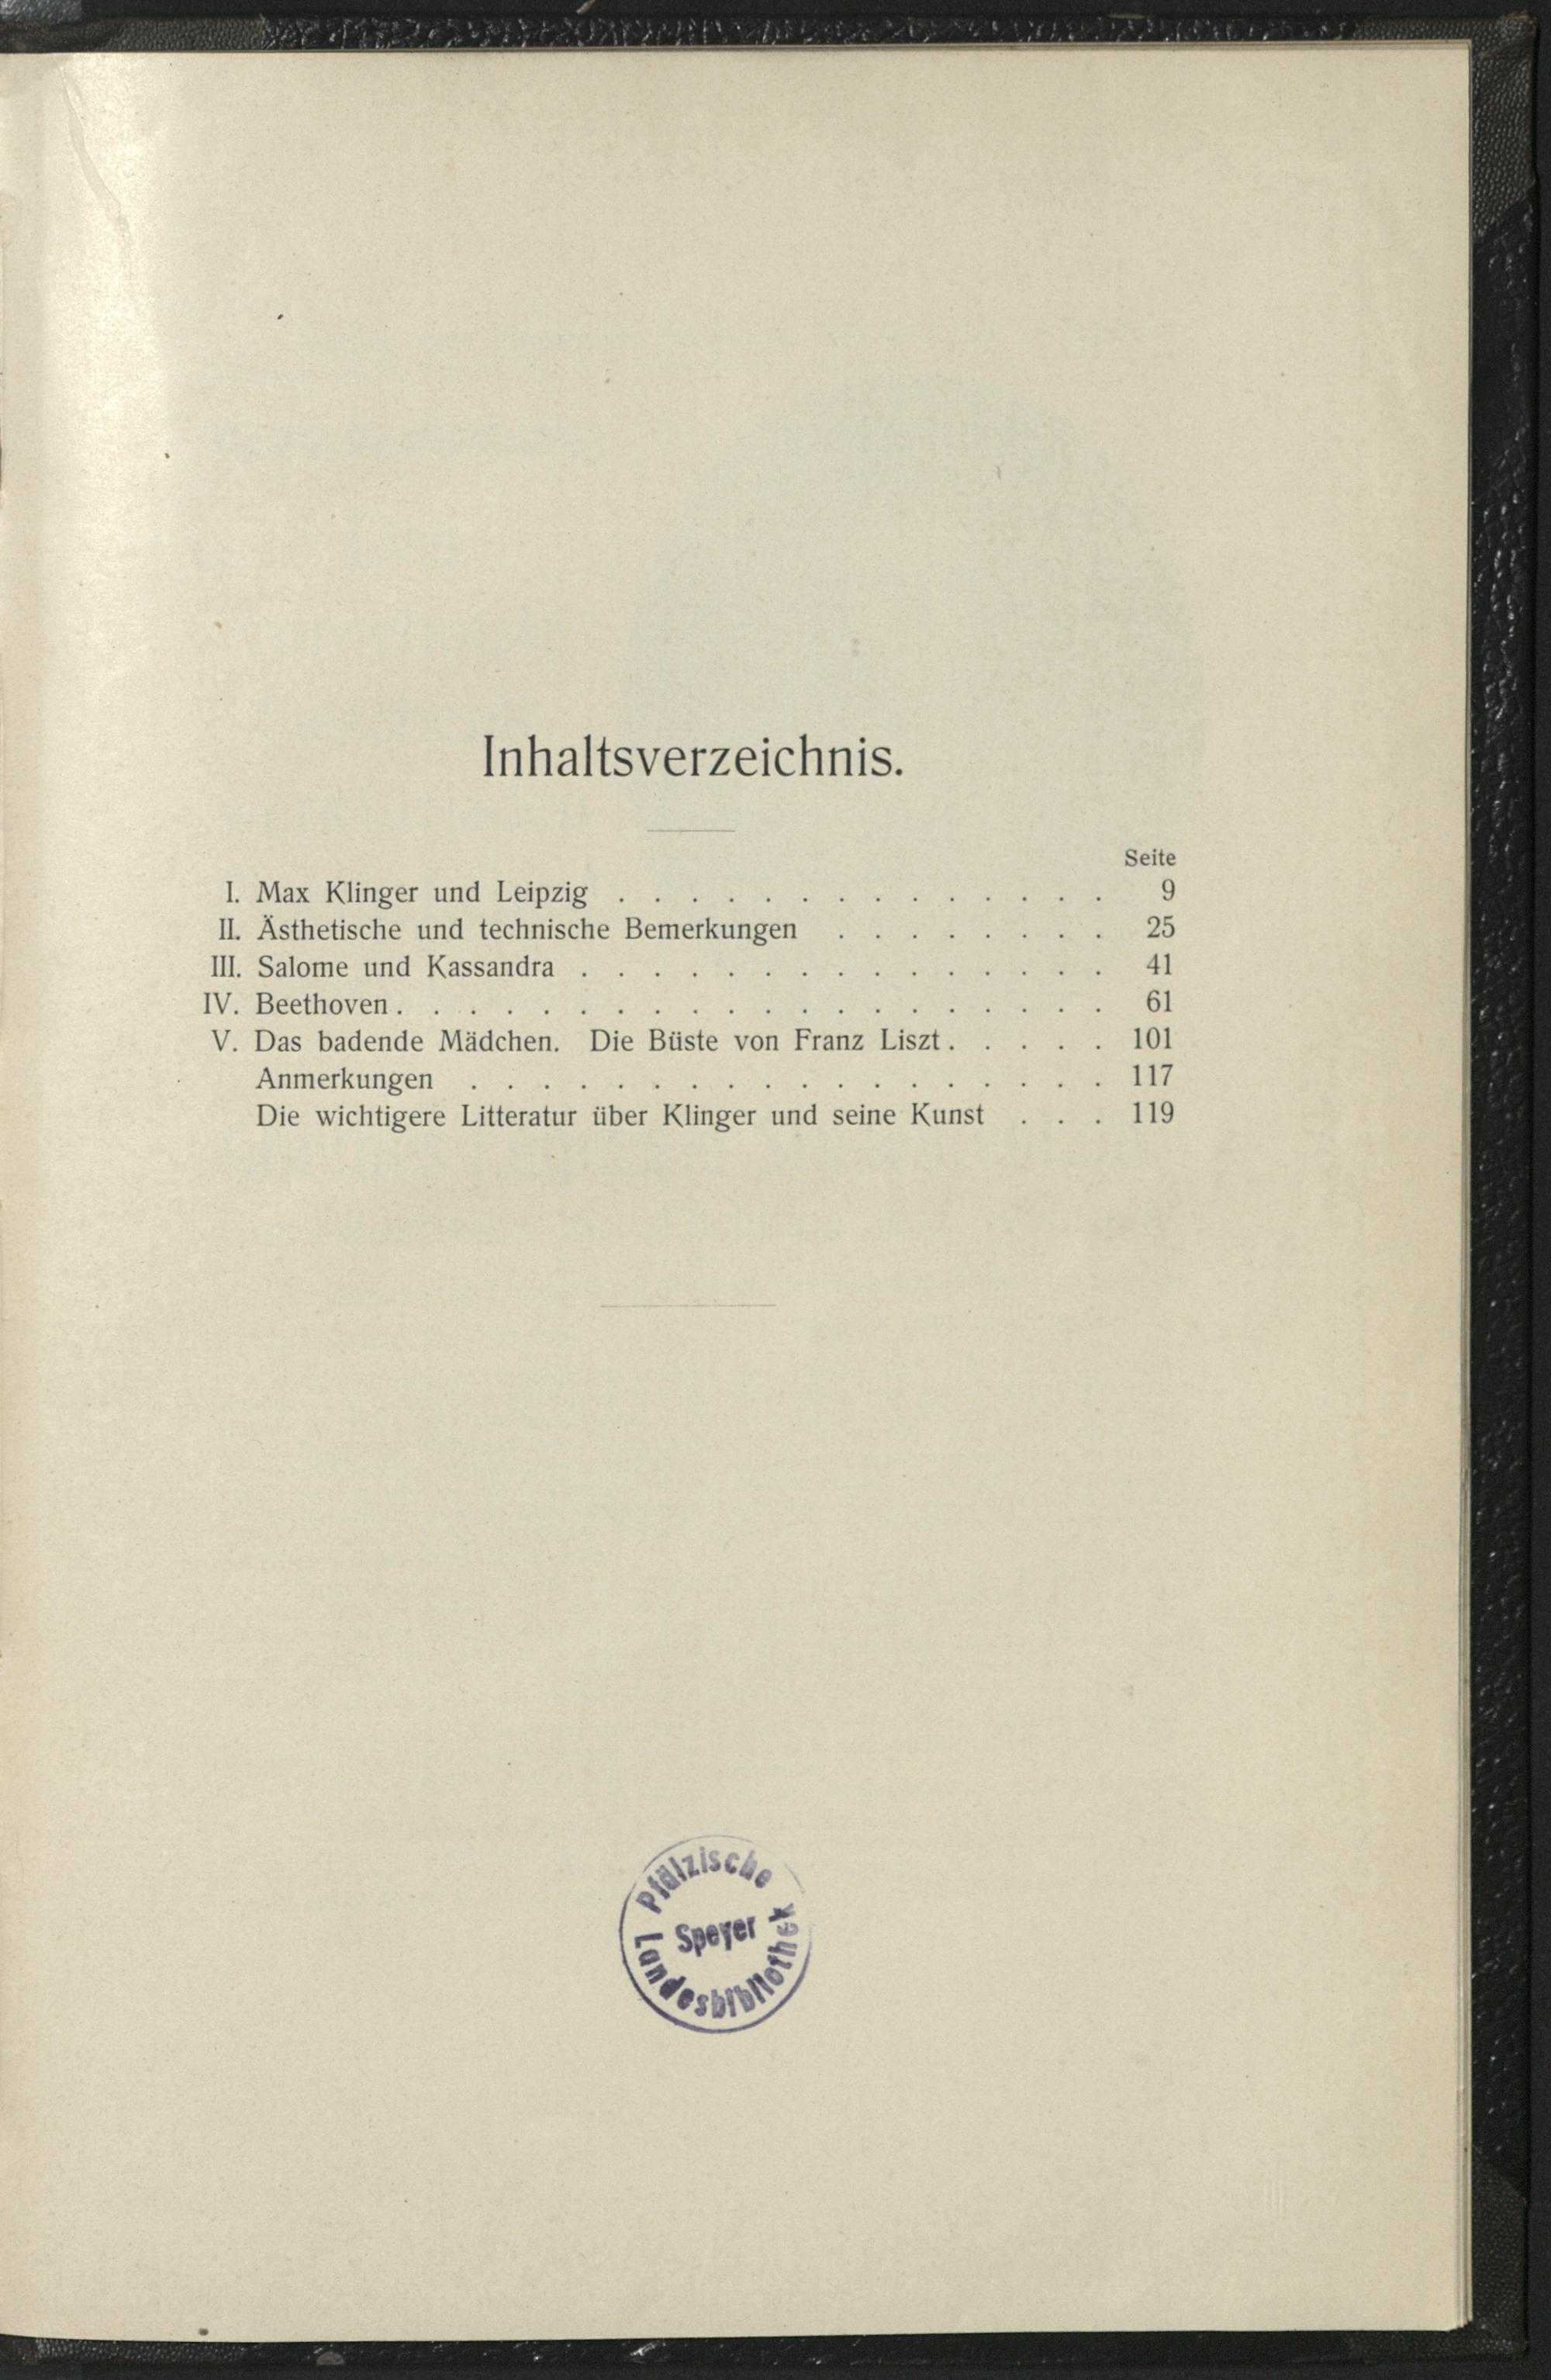 Inhaltsverzeichnis.
Seite
I. Max Klinger und Leipzig . . . . . . . . . . . . . . 9
II. Ästhetische und technische Bemerkungen . . . . . . . . 25
III. Salome und Kassandra . . . . . . . . . . . . . . . 41
IV. Beethoven . . . . . . . . . . . . . . . . . . . . 61
V. Das badende Mädchen. Die Büste von Franz Liszt . . . . . 101
Anmerkungen . . . . . . . . . . . . . . . . . . 117
Die wichtigere Litteratur über Klinger und seine Kunst . . . 119
Pfälzische
Speyer
Landesbibliothek